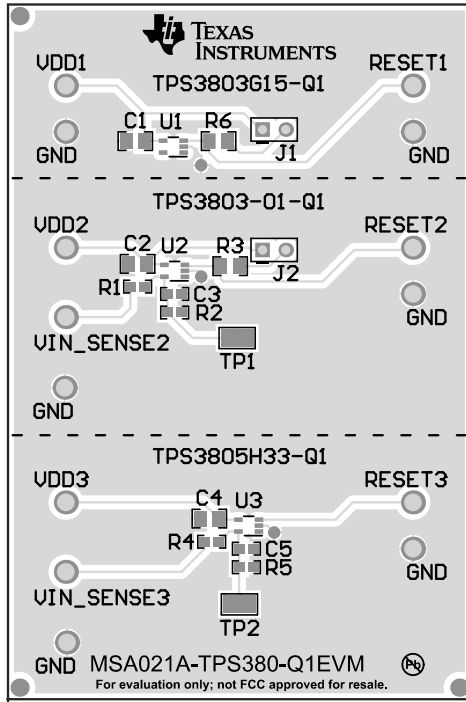 TEXAS
INSTRUMENTS
VDD1
TPS3803G15-Q1
RESET1
C1 U1 R6
GND
J1
GND
TPS3803-01-Q1
VDD2
RESET2
C2 U2 R3
J2
R1
C3
R2
GND
VIN_SENSE2
TP1
GND
TPS3805H33-Q1
VDD3
RESET3
C4 U3
R4
C5
R5
GND
VIN_SENSE3
TP2
GND
MSA021A-TPS380-Q1EVM
Pb
For evaluation only; not FCC approved for resale.